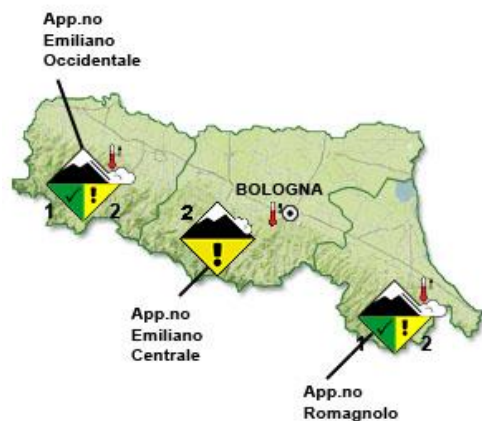 App.no
Emiliano
Occidentale
1
2
2
BOLOGNA
App.no
Emiliano
Centrale
1
2
App.no
Romagnolo